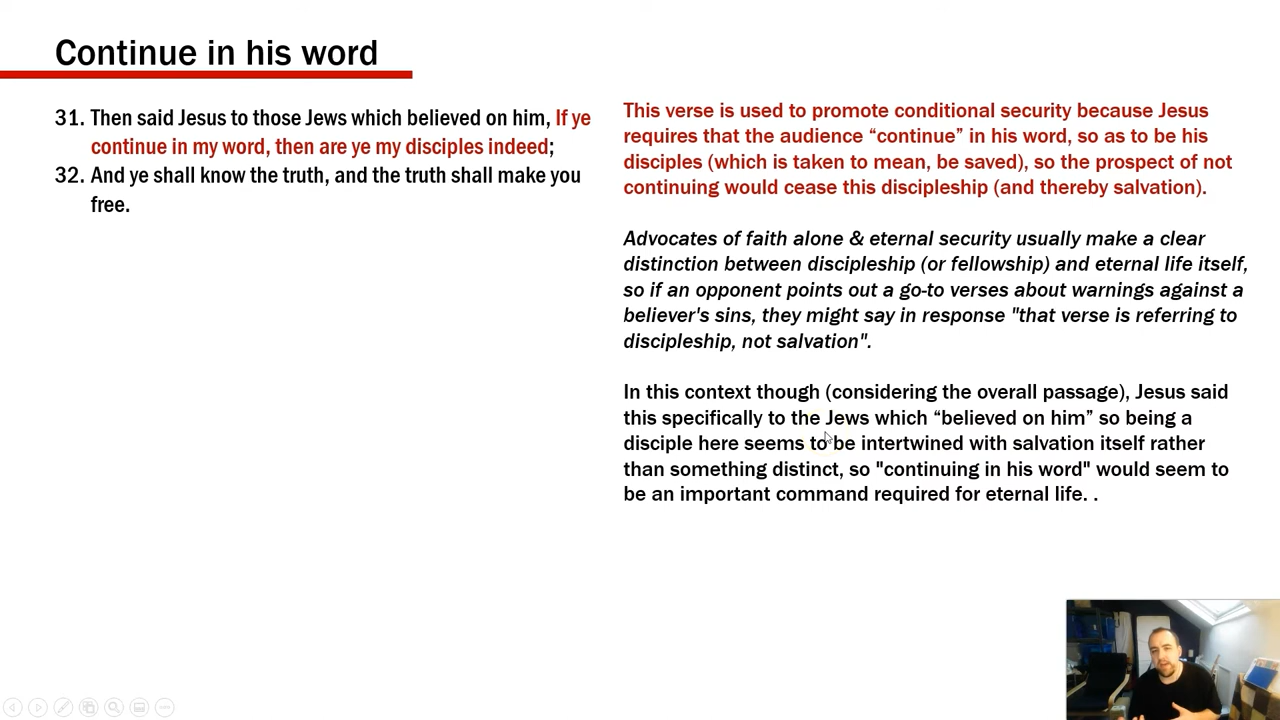 Continue in his word
31. Then said Jesus to those Jews which believed on him, If ye
continue in my word, then are ye my disciples indeed;
32. And ye shall know the truth, and the truth shall make you
free.
This verse is used to promote conditional security because Jesus
requires that the audience “continue” in his word, so as to be his
disciples (which is taken to mean, be saved), so the prospect of not
continuing would cease this discipleship (and thereby salvation).
Advocates of faith alone & eternal security usually make a clear
distinction between discipleship (or fellowship) and eternal life itself,
so if an opponent points out a go-to verses about warnings against a
believer's sins, they might say in response "that verse is referring to
discipleship, not salvation".
In this context though (considering the overall passage), Jesus said
this specifically to the Jews which “believed on him” so being a
disciple here seems to be intertwined with salvation itself rather
than something distinct, so "continuing in his word" would seem to
be an important command required for eternal life. .